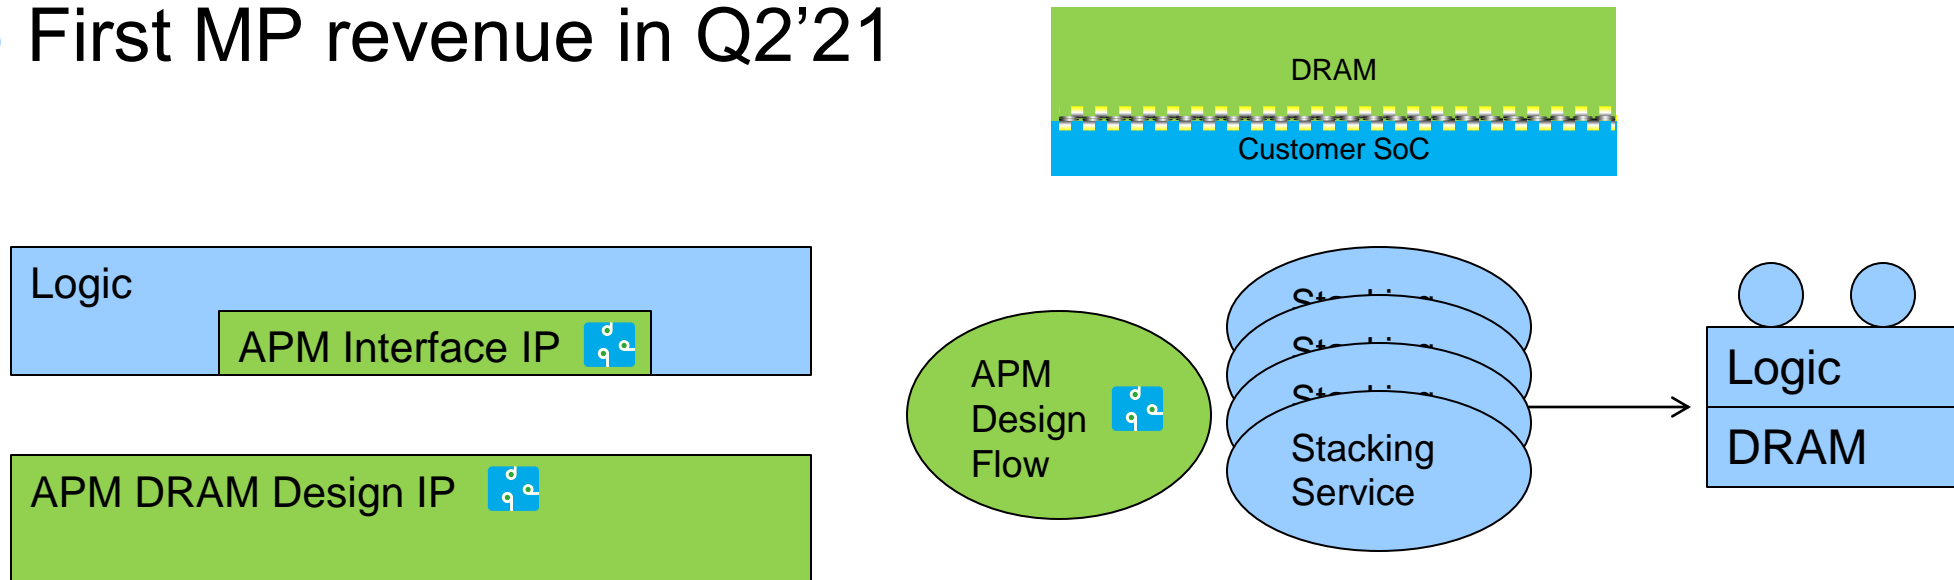 First MP revenue in Q2’21
DRAM
Customer SoC
Logic
APM Interface IP
APM DRAM Design IP
APM
Design
Flow
Stacking
Service
Logic
DRAM